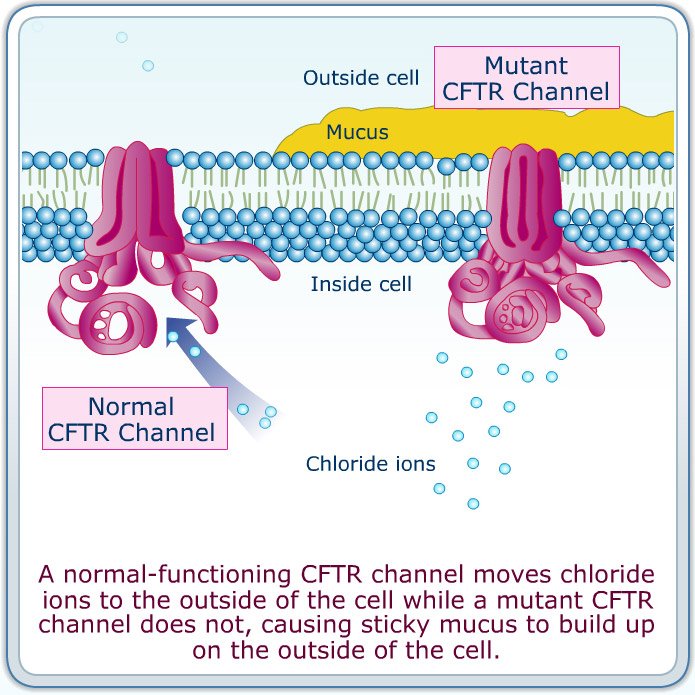 Outside cell
Mutant
CFTR Channel
Mucus
Inside cell
Normal
CFTR Channel
Chloride ions
A normal-functioning CFTR channel moves chloride
ions to the outside of the cell while a mutant CFTR
channel does not, causing sticky mucus to build up
on the outside of the cell.